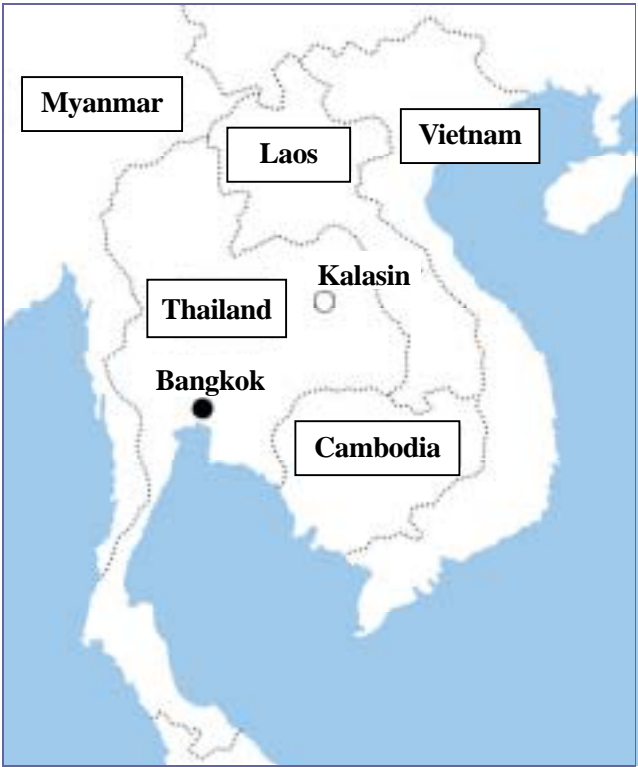 Myanmar
Vietnam
Laos
Kalasin
Thailand
Bangkok
Cambodia